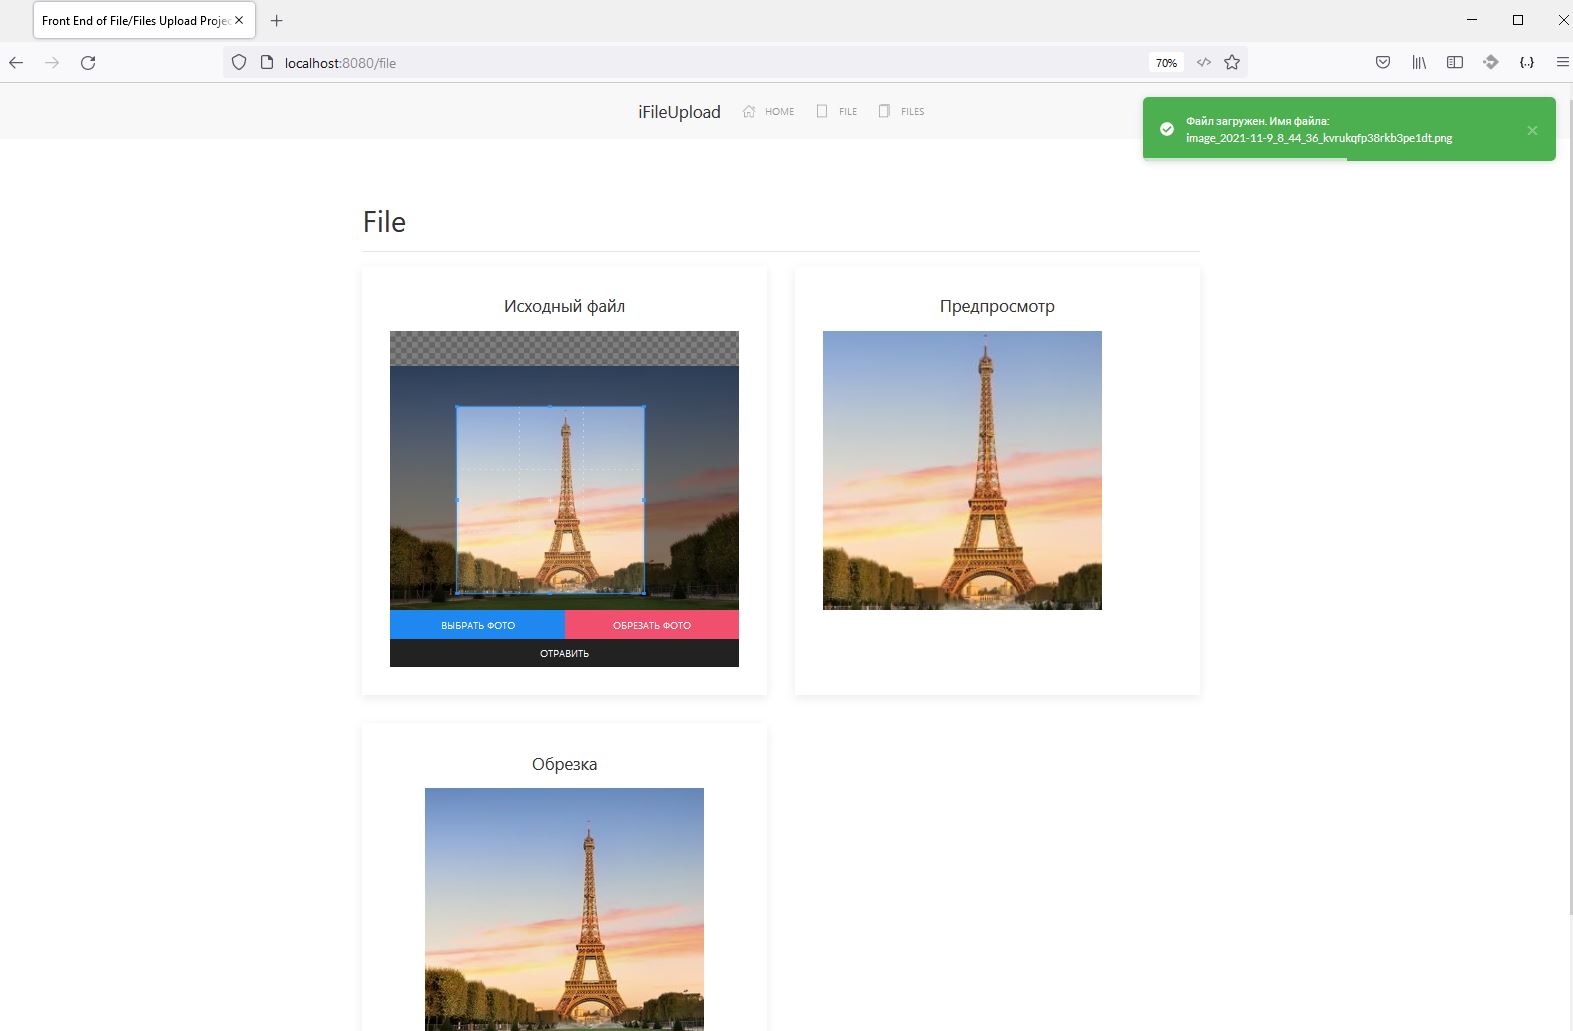 Front End of File/Files Upload Projec
localhost:8080/file
70%
iFileUpload
HOME
FILE
FILES
Файл загружен. Имя файла:
image_2021-11-9_8_44_36_kvrukqfp38rkb3pe1dt.png
File
Исходный файл
Предпросмотр
ВЫБРАТЬ ФОТО
ОБРЕЗАТЬ ФОТО
ОТРАВИТЬ
Обрезка